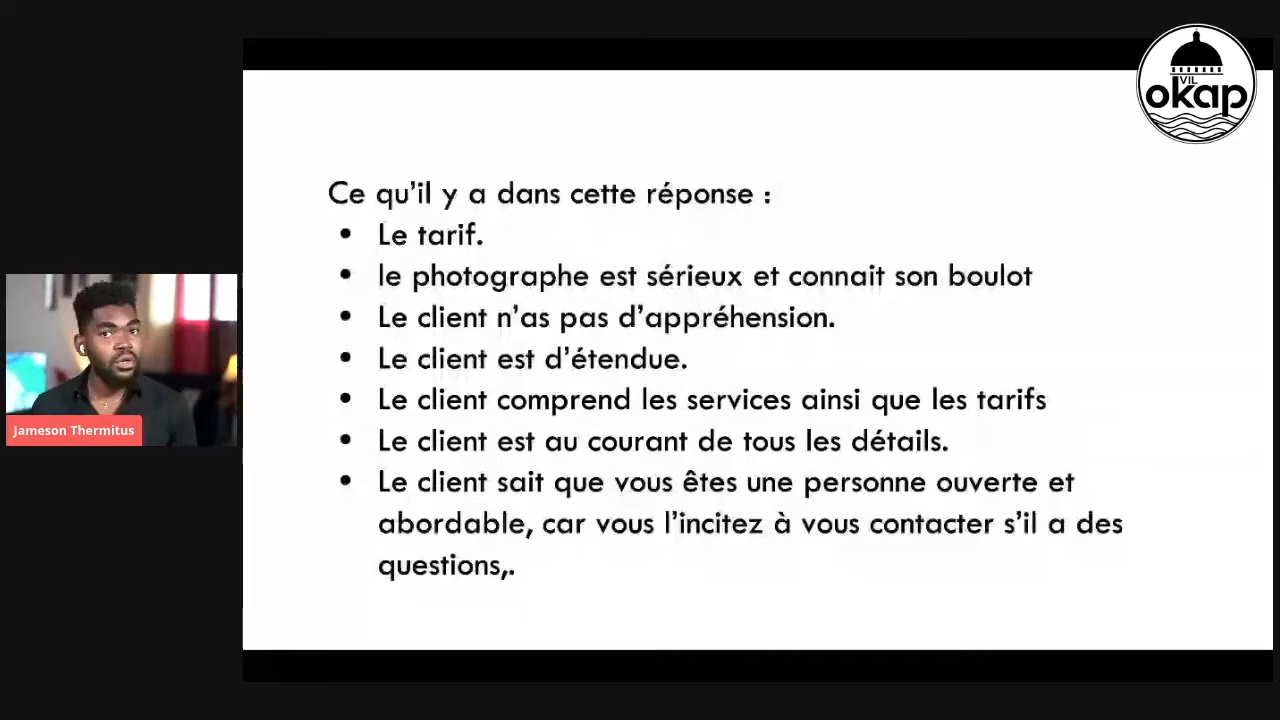 VIL
okap
Ce qu’il y a dans cette réponse :
• Le tarif.
• le photographe est sérieux et connait son boulot
• Le client n’as pas d’appréhension.
• Le client est d’étendue.
• Le client comprend les services ainsi que les tarifs
• Le client est au courant de tous les détails.
• Le client sait que vous êtes une personne ouverte et
abordable, car vous l’incitez à vous contacter s’il a des
questions,.
Jameson Thermitus